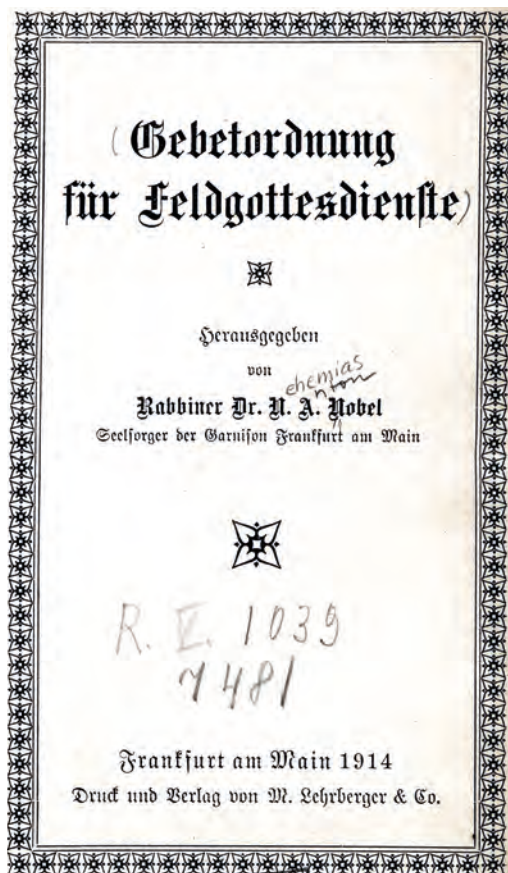 (Gebetordnung
für Feldgottesdienste)
Herausgegeben
von
ehemias
nton
Rabbiner Dr. N. A. Nobel
Seelsorger der Garnison Frankfurt am Main
R. V. 1039
1481
Frankfurt am Main 1914
Druck und Verlag von M. Lehrberger & Co.